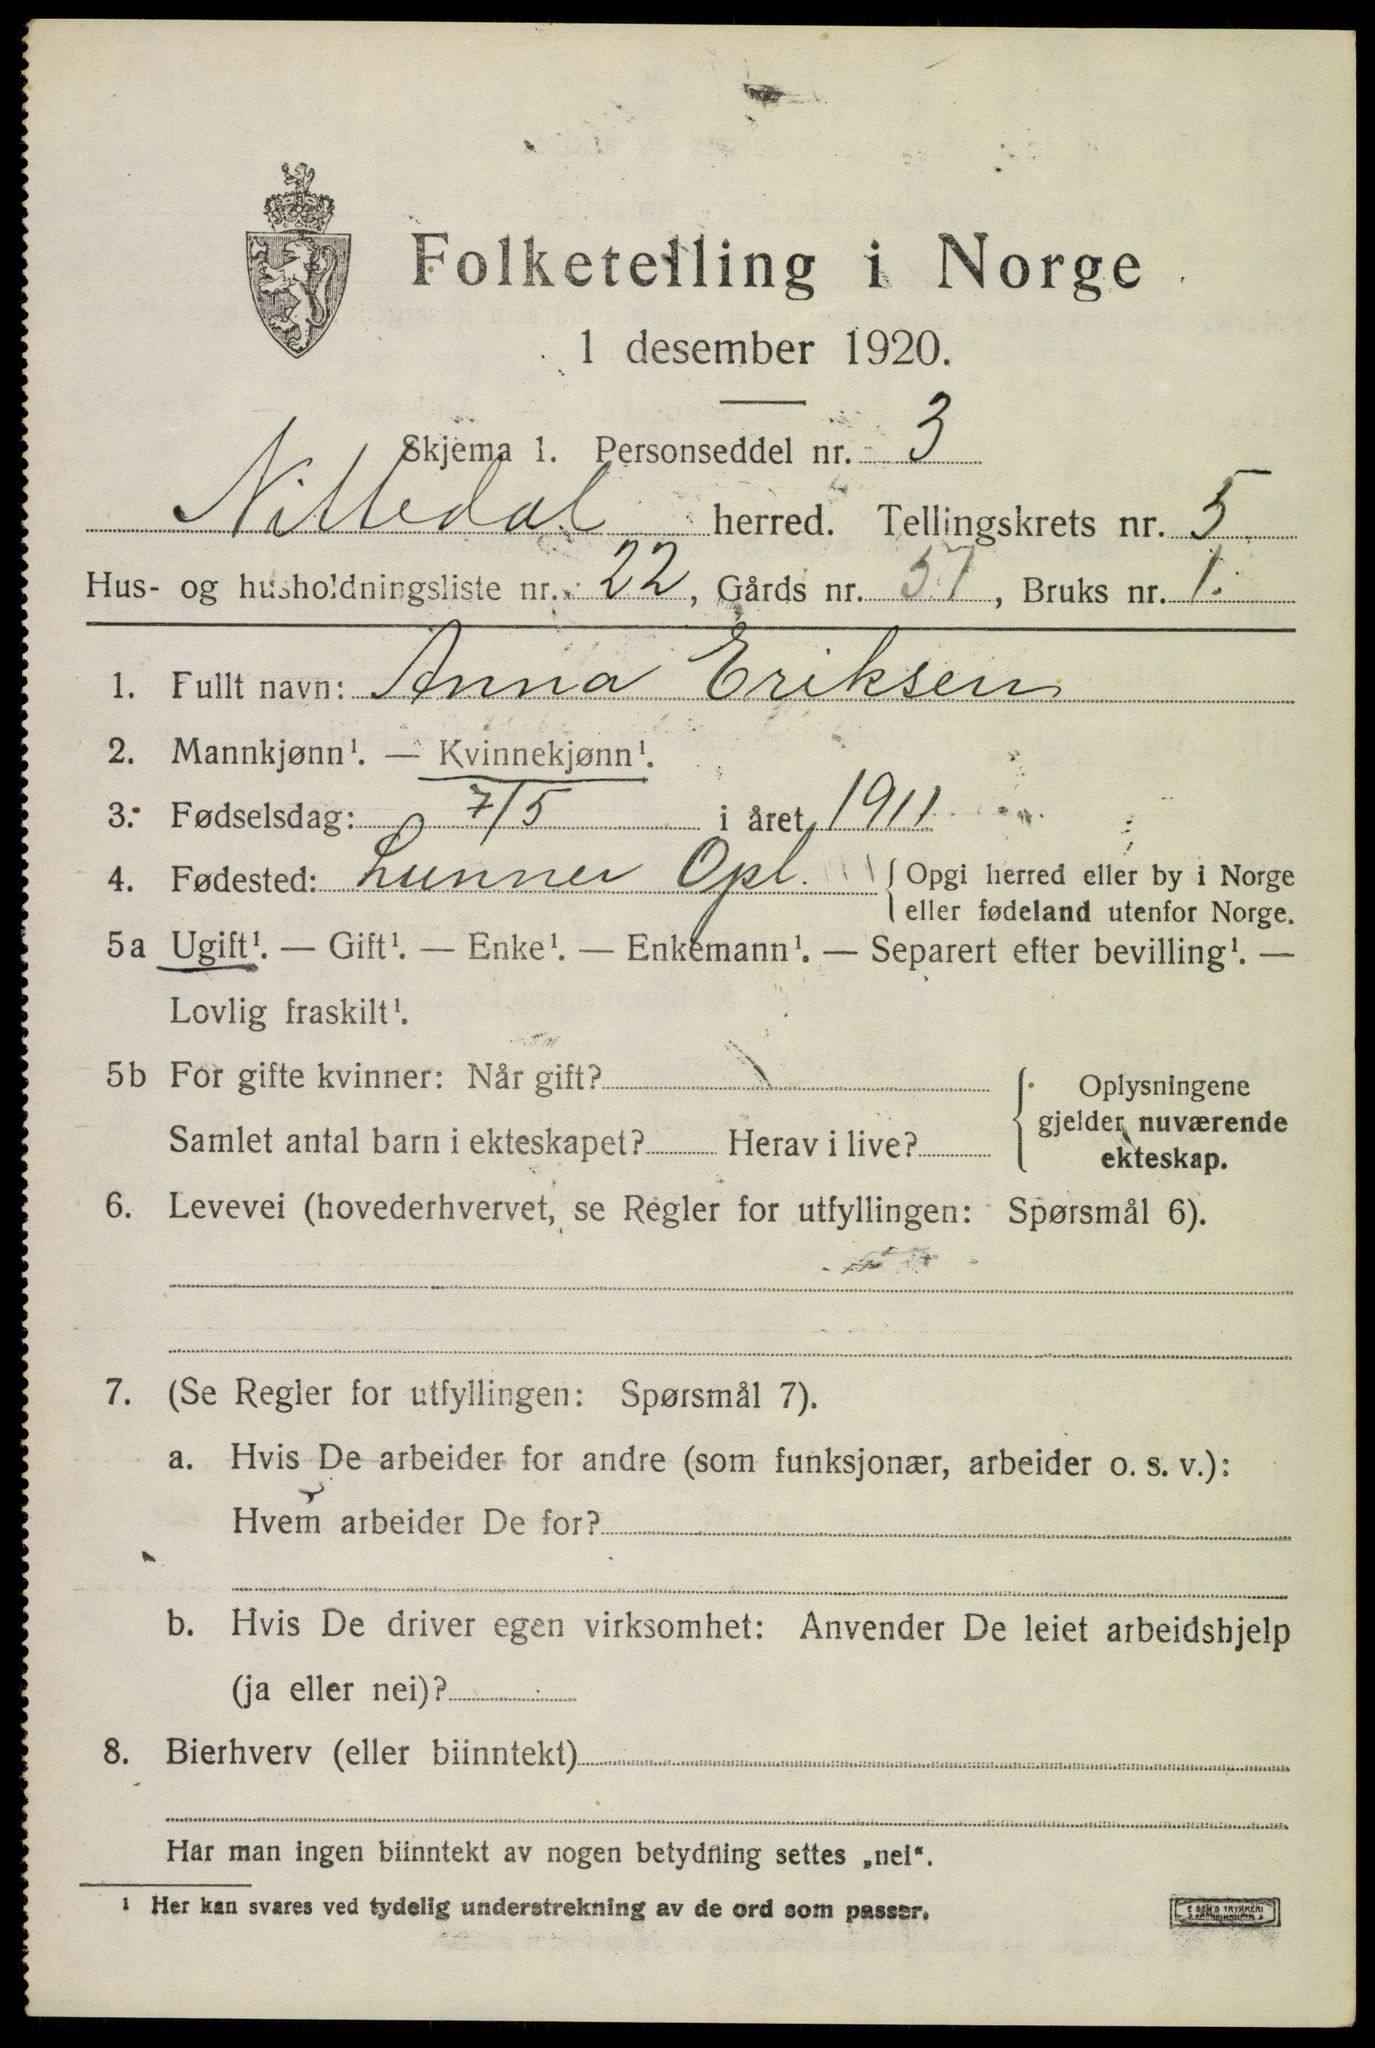 Folketelling i Norge
1 desember 1920.
Skjema 1. Personseddel nr. 3
Nittedal herred. Tellingskrets nr. 5
Hus- og husholdningsliste nr. 22, Gårds nr. 57, Bruks nr. 1.
1. Fullt navn: Anna Eriksen
2. Mannkjønn¹. — Kvinnekjønn¹.
3. Fødselsdag: 7/5 i året 1911
4. Fødested: Lunner Opl. { Opgi herred eller by i Norge
eller fødeland utenfor Norge.
5a Ugift¹. — Gift¹. — Enke¹. — Enkemann¹. — Separert efter bevilling¹. —
Lovlig fraskilt¹.
5b For gifte kvinner: Når gift?
Samlet antal barn i ekteskapet? Herav i live?
Oplysningene
gjelder nuværende
ekteskap.
6. Levevei (hovederhvervet, se Regler for utfyllingen: Spørsmål 6).
7. (Se Regler for utfyllingen: Spørsmål 7).
a. Hvis De arbeider for andre (som funksjonær, arbeider o. s. v.):
Hvem arbeider De for?
b. Hvis De driver egen virksomhet: Anvender De leiet arbeidshjelp
(ja eller nei)?
8. Bierhverv (eller biinntekt)
Har man ingen biinntekt av nogen betydning settes „nei“.
¹ Her kan svares ved tydelig understrekning av de ord som passer.